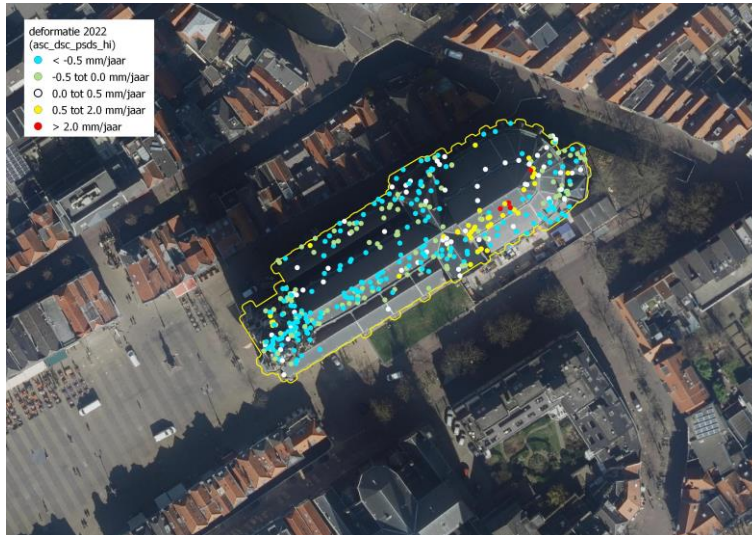 deformatie 2022
(asc_dsc_psds_hi)
< -0.5 mm/jaar
-0.5 tot 0.0 mm/jaar
0.0 tot 0.5 mm/jaar
0.5 tot 2.0 mm/jaar
> 2.0 mm/jaar